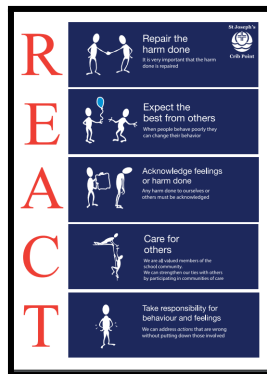 St Joseph's
Crib Point
R
Repair the
harm done
It is very important that the harm
done is repaired
E
Expect the
best from others
When people behave poorly they
can change their behaviour
A
Acknowledge feelings
or harm done
Any harm done to ourselves or
others must be acknowledged
C
Care for
others
We are all valued members of the
school community.
We can strengthen our ties with others
by participating in communities of care
T
Take responsibility for
behaviour and feelings
We can address actions that are wrong
without putting down those involved